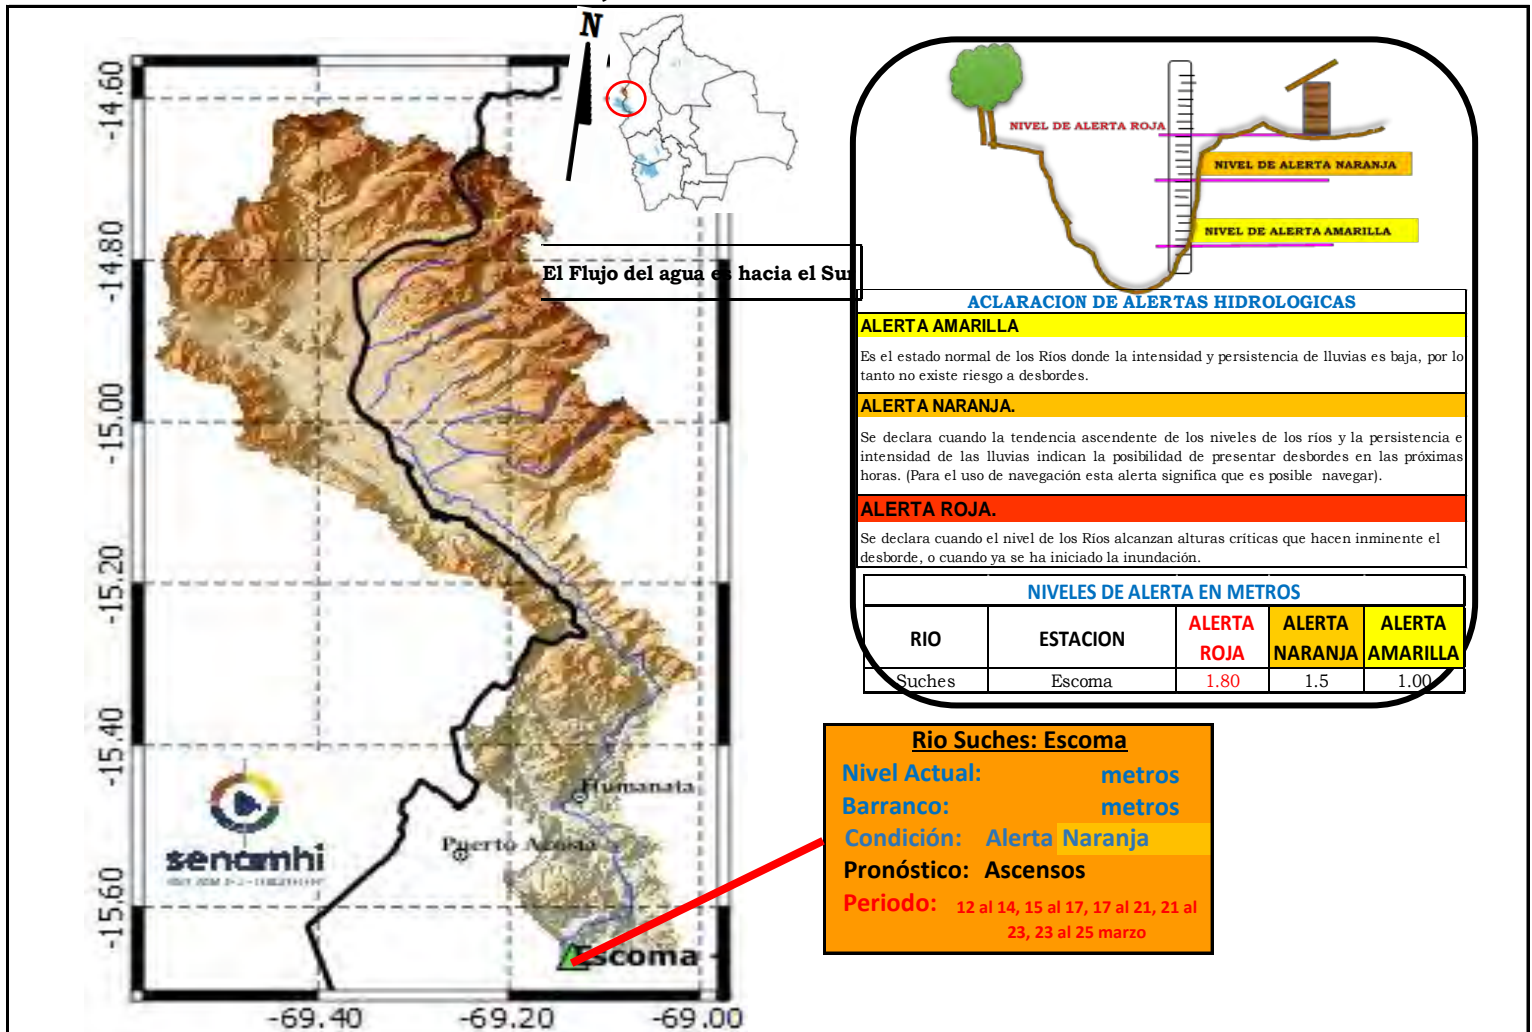 N
-14.60
-14.80
-15.00
-15.20
-15.40
-15.60
-69.40
-69.20
-69.00
El Flujo del agua es hacia el Sur
Humanata
Puerto Acosta
Escoma
senamhi
NIVEL DE ALERTA ROJA
NIVEL DE ALERTA NARANJA
NIVEL DE ALERTA AMARILLA
ACLARACION DE ALERTAS HIDROLOGICAS
ALERTA AMARILLA
Es el estado normal de los Ríos donde la intensidad y persistencia de lluvias es baja, por lo
tanto no existe riesgo a desbordes.
ALERTA NARANJA.
Se declara cuando la tendencia ascendente de los niveles de los ríos y la persistencia e
intensidad de las lluvias indican la posibilidad de presentar desbordes en las próximas
horas. (Para el uso de navegación esta alerta significa que es posible navegar).
ALERTA ROJA.
Se declara cuando el nivel de los Ríos alcanzan alturas críticas que hacen inminente el
desborde, o cuando ya se ha iniciado la inundación.
NIVELES DE ALERTA EN METROS
RIO ESTACION ALERTA ROJA ALERTA NARANJA ALERTA AMARILLA
Suches Escoma 1.80 1.5 1.00
Rio Suches: Escoma
Nivel Actual: metros
Barranco: metros
Condición: Alerta Naranja
Pronóstico: Ascensos
Periodo: 12 al 14, 15 al 17, 17 al 21, 21 al
23, 23 al 25 marzo